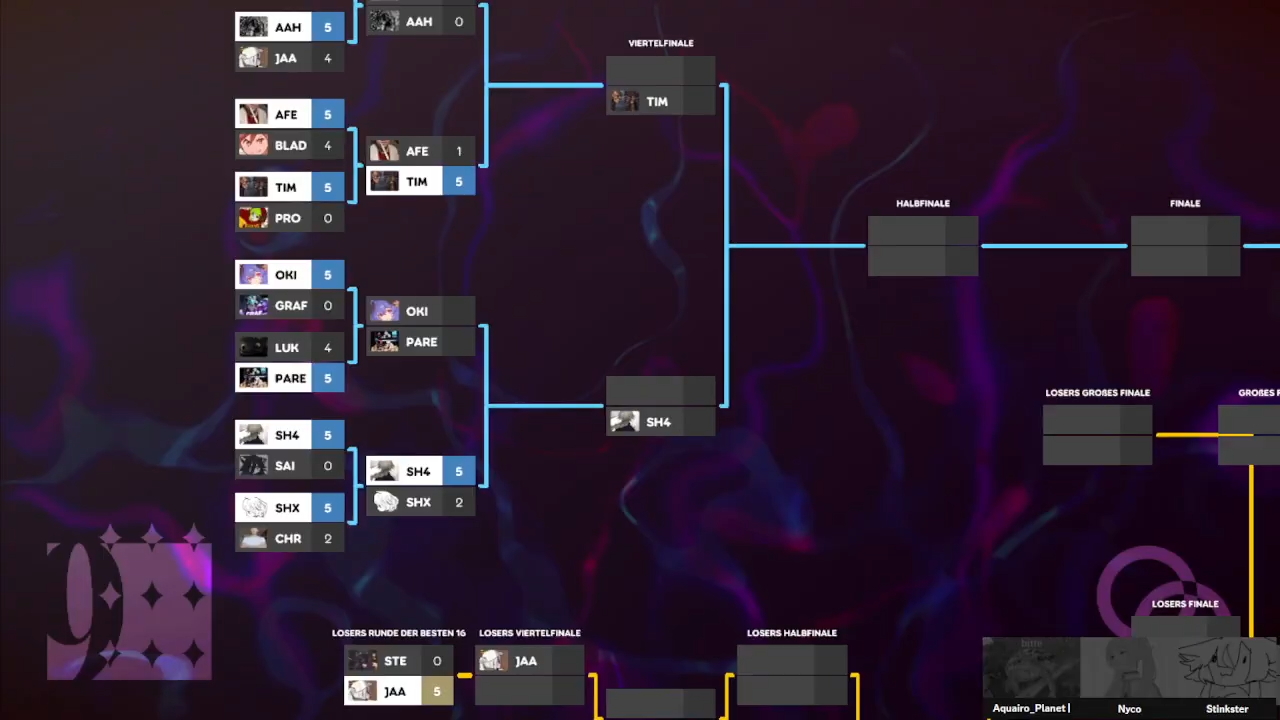 AAH 5
JAA 4
AAH 0
AFE 5
BLAD 4
TIM 5
PRO 0
AFE 1
TIM 5
OKI 5
GRAF 0
LUK 4
PARE 5
OKI
PARE
SH4 5
SAI 0
SHX 5
CHR 2
SH4 5
SHX 2
VIERTELFINALE
TIM
SH4
HALBFINALE
FINALE
LOSERS GROẞES FINALE
GROẞES F
LOSERS RUNDE DER BESTEN 16
STE 0
JAA 5
LOSERS VIERTELFINALE
JAA
LOSERS HALBFINALE
LOSERS FINALE
bitte
Aquairo_Planet |
Nyco
Stinkster
9